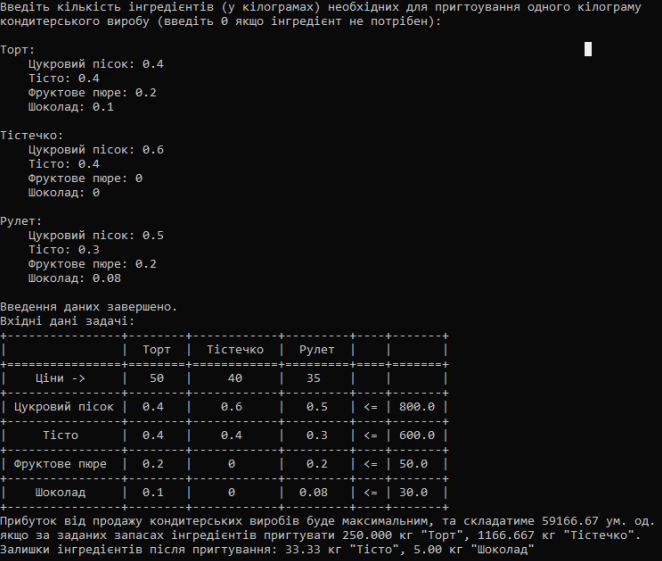 Введіть кількість інгредієнтів (у кілограмах) необхідних для пригтоування одного кілограму
кондитерського виробу (введіть 0 якщо інгредієнт не потрібен):
Торт:
Цукровий пісок: 0.4
Тісто: 0.4
Фруктове пюре: 0.2
Шоколад: 0.1
Тістечко:
Цукровий пісок: 0.6
Тісто: 0.4
Фруктове пюре: 0
Шоколад: 0
Рулет:
Цукровий пісок: 0.5
Тісто: 0.3
Фруктове пюре: 0.2
Шоколад: 0.08
Введення даних завершено.
Вхідні дані задачі:
+---------------+--------+------------+---------+----+-------+
|               |  Торт  |  Тістечко  |  Рулет  |    |       |
+===============+========+============+=========+====+=======+
|    Ціни ->    |   50   |     40     |   35    |    |       |
+---------------+--------+------------+---------+----+-------+
| Цукровий пісок |  0.4   |    0.6     |   0.5   | <= | 800.0 |
+---------------+--------+------------+---------+----+-------+
|     Тісто     |  0.4   |    0.4     |   0.3   | <= | 600.0 |
+---------------+--------+------------+---------+----+-------+
| Фруктове пюре |  0.2   |     0      |   0.2   | <= | 50.0  |
+---------------+--------+------------+---------+----+-------+
|    Шоколад    |  0.1   |     0      |  0.08   | <= | 30.0  |
+---------------+--------+------------+---------+----+-------+
Прибуток від продажу кондитерських виробів буде максимальним, та складатиме 59166.67 ум. од.
якщо за заданих запасах інгредієнтів пригтувати 250.000 кг "Торт", 1166.667 кг "Тістечко".
Залишки інгредієнтів після пригтування: 33.33 кг "Тісто", 5.00 кг "Шоколад"